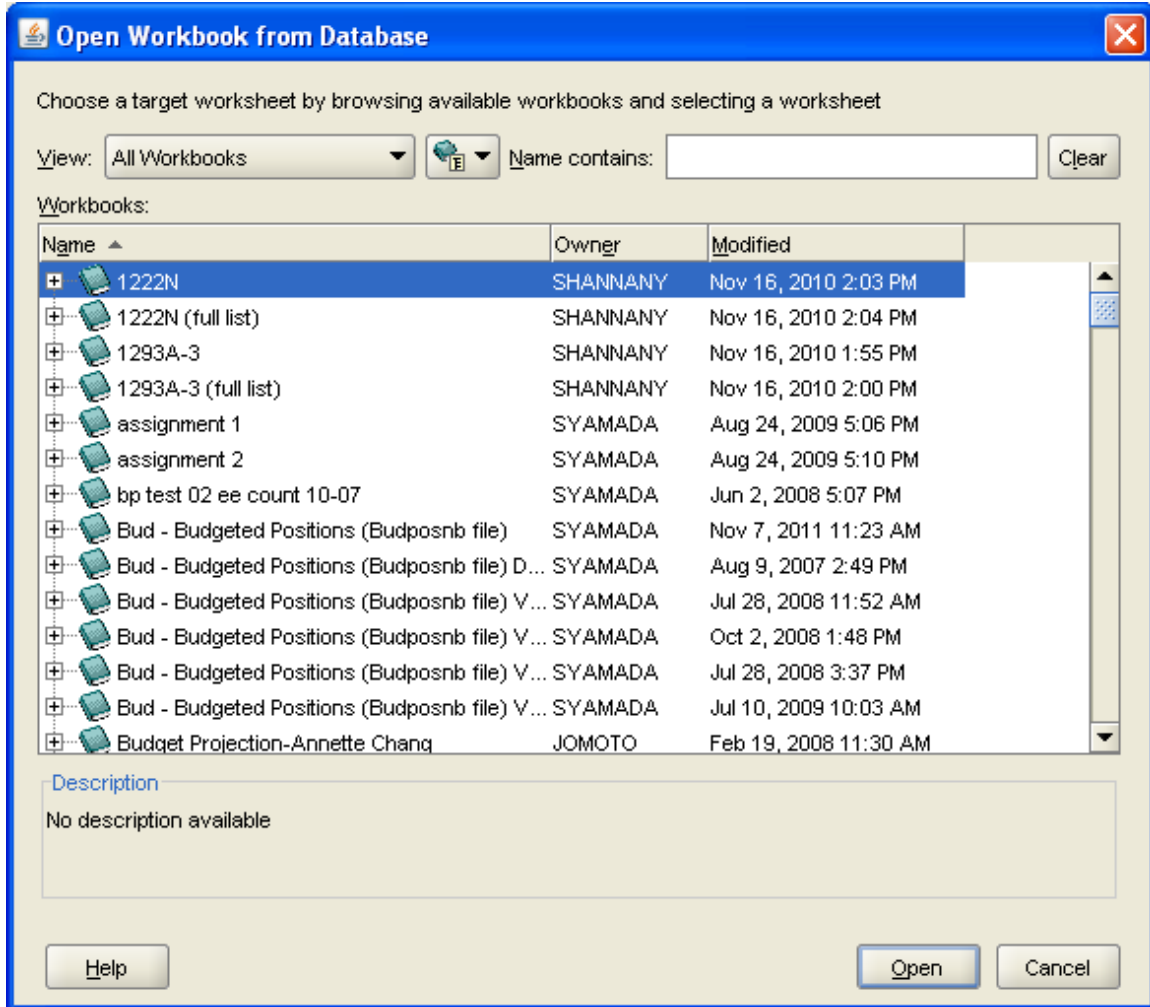 Open Workbook from Database
Choose a target worksheet by browsing available workbooks and selecting a worksheet
View: All Workbooks Name contains: Clear
Workbooks:
Name Owner Modified
1222N SHANNANY Nov 16, 2010 2:03 PM
1222N (full list) SHANNANY Nov 16, 2010 2:04 PM
1293A-3 SHANNANY Nov 16, 2010 1:55 PM
1293A-3 (full list) SHANNANY Nov 16, 2010 2:00 PM
assignment 1 SYAMADA Aug 24, 2009 5:06 PM
assignment 2 SYAMADA Aug 24, 2009 5:10 PM
bp test 02 ee count 10-07 SYAMADA Jun 2, 2008 5:07 PM
Bud - Budgeted Positions (Budposnb file) SYAMADA Nov 7, 2011 11:23 AM
Bud - Budgeted Positions (Budposnb file) D... SYAMADA Aug 9, 2007 2:49 PM
Bud - Budgeted Positions (Budposnb file) V... SYAMADA Jul 28, 2008 11:52 AM
Bud - Budgeted Positions (Budposnb file) V... SYAMADA Oct 2, 2008 1:48 PM
Bud - Budgeted Positions (Budposnb file) V... SYAMADA Jul 28, 2008 3:37 PM
Bud - Budgeted Positions (Budposnb file) V... SYAMADA Jul 10, 2009 10:03 AM
Budget Projection-Annette Chang JOMOTO Feb 19, 2008 11:30 AM
Description
No description available
Help Open Cancel